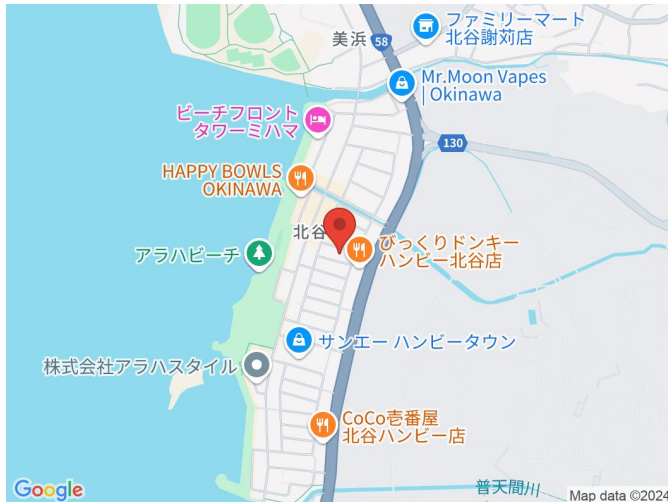 ファミリーマート
北谷謝苅店
美浜
58
Mr.Moon Vapes
| Okinawa
ビーチフロント
タワーミハマ
130
HAPPY BOWLS
OKINAWA
北谷
びっくりドンキー
ハンビー北谷店
アラハビーチ
サンエー ハンビータウン
株式会社アラハスタイル
CoCo壱番屋
北谷ハンビー店
普天間川
Google
Map data ©2024